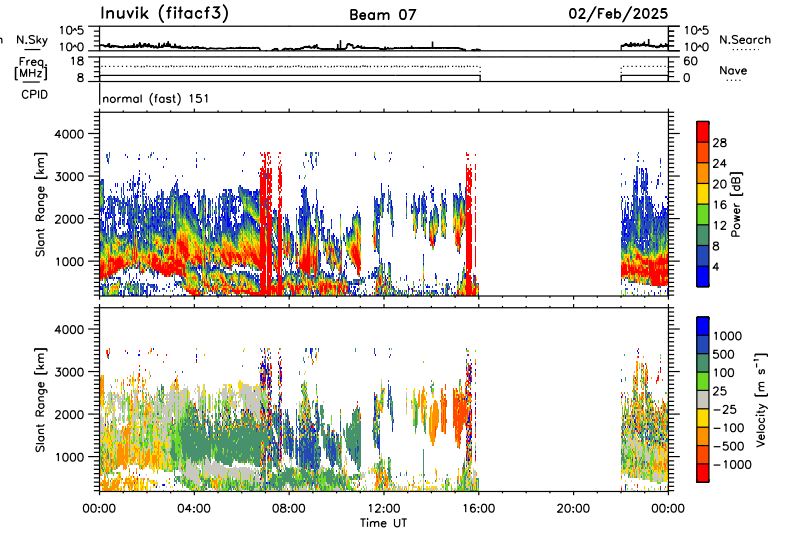 Inuvik (fitacf3) Beam 07 02/Feb/2025
N.Sky 10^5 10^0 10^5 10^0 N.Search
Freq. [MHz] 18 8 60 0 Nave
CPID normal (fast) 151
Slant Range [km] 4000 3000 2000 1000
28
24
20
16
12
8
4
Power [dB]
Slant Range [km] 4000 3000 2000 1000
1000
500
100
25
-25
-100
-500
-1000
Velocity [m s^-1]
00:00 04:00 08:00 12:00 16:00 20:00 00:00
Time UT